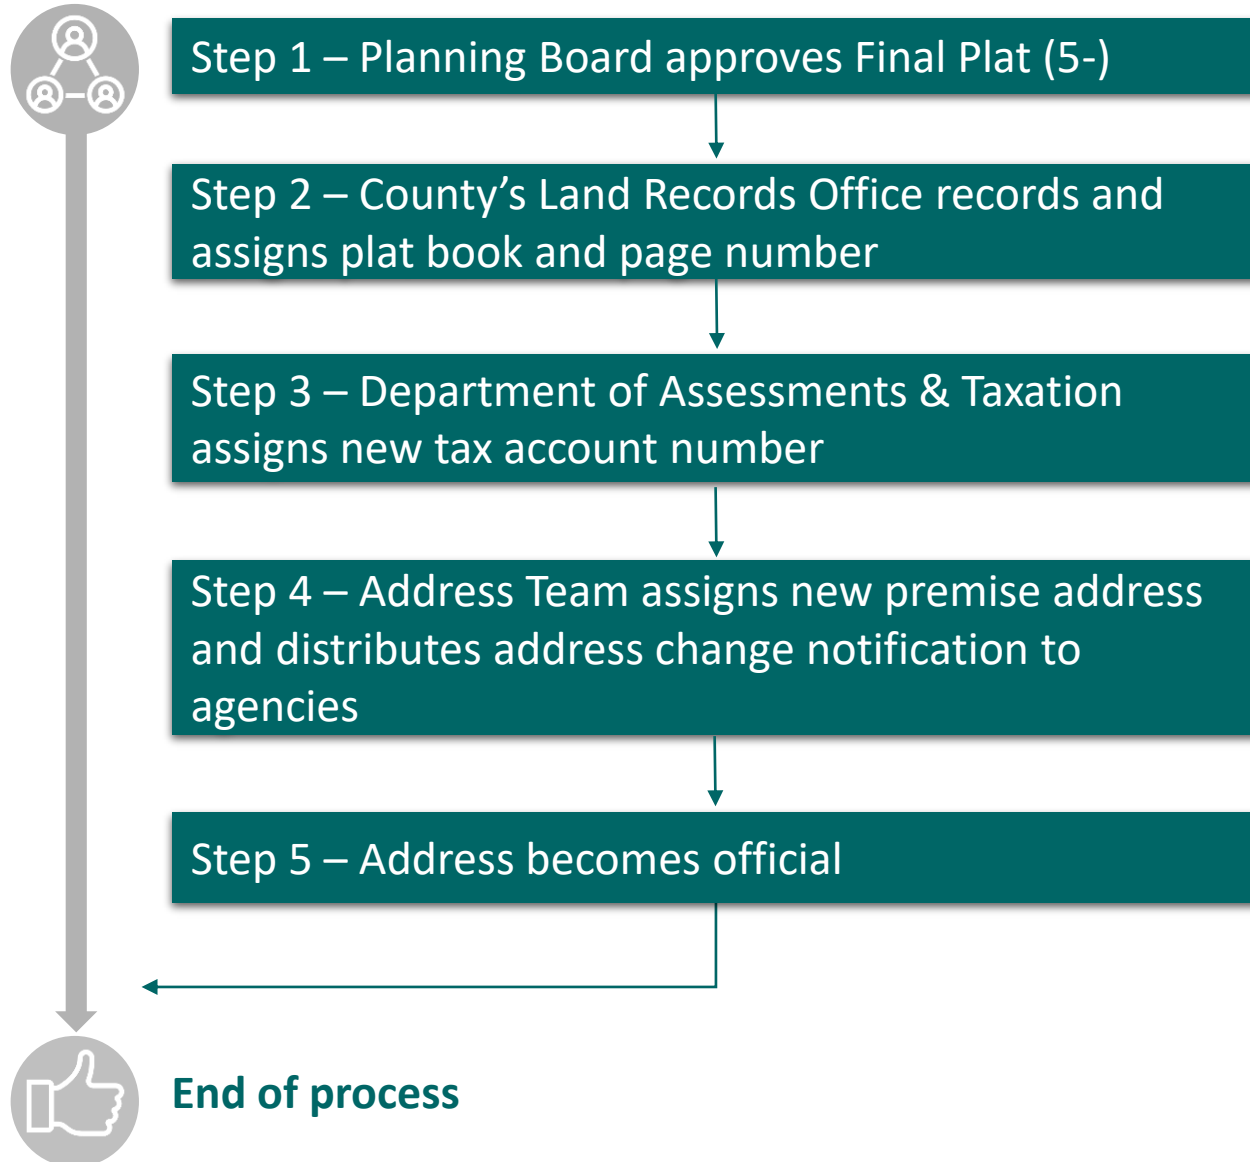 Step 1 – Planning Board approves Final Plat (5-)
Step 2 – County’s Land Records Office records and
assigns plat book and page number
Step 3 – Department of Assessments & Taxation
assigns new tax account number
Step 4 – Address Team assigns new premise address
and distributes address change notification to
agencies
Step 5 – Address becomes official
End of process